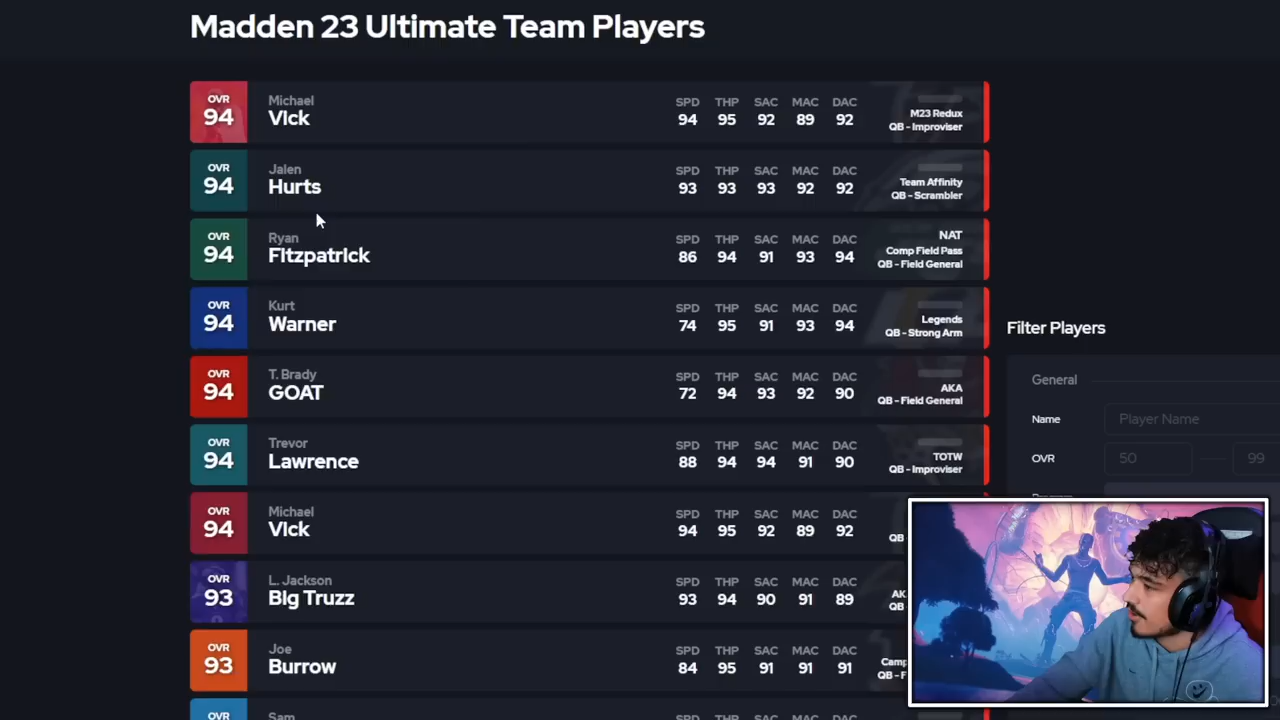 Madden 23 Ultimate Team Players
OVR
94
Michael
Vick
SPD THP SAC MAC DAC
94 95 92 89 92
M23 Redux
QB - Improviser
OVR
94
Jalen
Hurts
SPD THP SAC MAC DAC
93 93 93 92 92
Team Affinity
QB - Scrambler
OVR
94
Ryan
Fitzpatrick
SPD THP SAC MAC DAC
86 94 91 93 94
NAT
Comp Field Pass
QB - Field General
OVR
94
Kurt
Warner
SPD THP SAC MAC DAC
74 95 91 93 94
Legends
QB - Strong Arm
OVR
94
T. Brady
GOAT
SPD THP SAC MAC DAC
72 94 93 92 90
AKA
QB - Field General
OVR
94
Trevor
Lawrence
SPD THP SAC MAC DAC
88 94 94 91 90
TOTW
QB - Improviser
OVR
94
Michael
Vick
SPD THP SAC MAC DAC
94 95 92 89 92
QB
OVR
93
L. Jackson
Big Truzz
SPD THP SAC MAC DAC
93 94 90 91 89
QB
OVR
93
Joe
Burrow
SPD THP SAC MAC DAC
84 95 91 91 91
OVR
Sam
SPD THP SAC MAC DAC
Filter Players
General
Name
Player Name
OVR
50
99